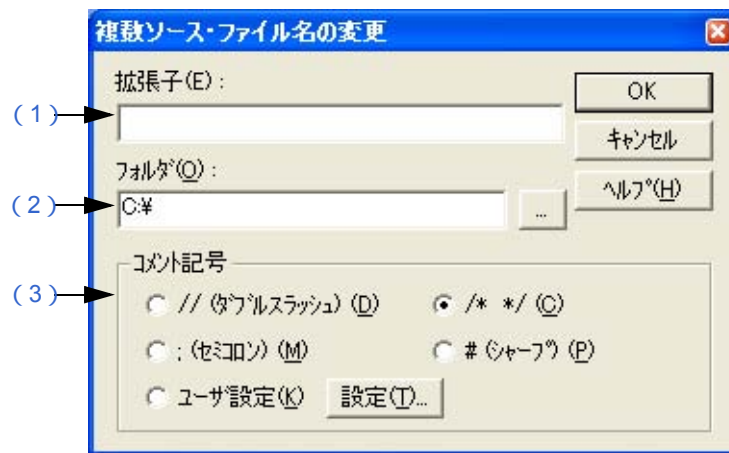 複数ソース・ファイル名の変更
拡張子(E) :
(1)
OK
キャンセル
フォルダ(O) :
ヘルプ(H)
(2)
C:¥
...
コメント記号
(3)
// (ダブルスラッシュ) (D)
/* */ (C)
; (セミコロン) (M)
# (シャープ) (P)
ユーザ設定(K)
設定(T)...